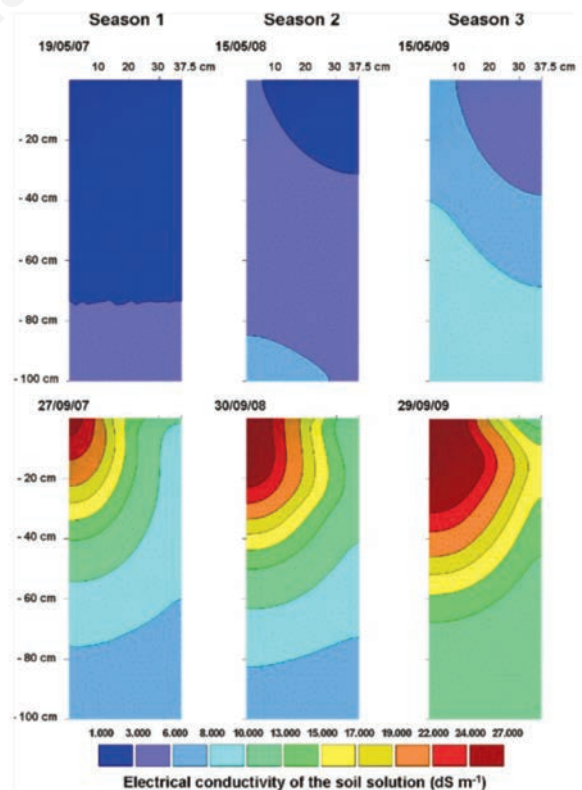 Season 1 Season 2 Season 3
19/05/07 15/05/08 15/05/09
10 20 30 37.5 cm 10 20 30 37.5 cm 10 20 30 37.5 cm
- 20 cm
- 40 cm
- 60 cm
- 80 cm
- 100 cm
27/09/07 30/09/08 29/09/09
- 20 cm
- 40 cm
- 60 cm
- 80 cm
- 100 cm
1.000 3.000 6.000 8.000 10.000 13.000 15.000 17.000 19.000 22.000 24.000 27.000
Electrical conductivity of the soil solution (dS m⁻¹)